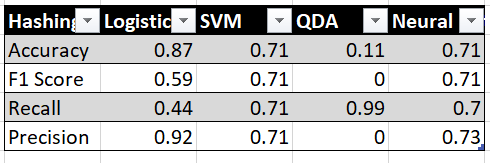 Hashing Logistic SVM QDA Neural
Accuracy 0.87 0.71 0.11 0.71
F1 Score 0.59 0.71 0 0.71
Recall 0.44 0.71 0.99 0.7
Precision 0.92 0.71 0 0.73